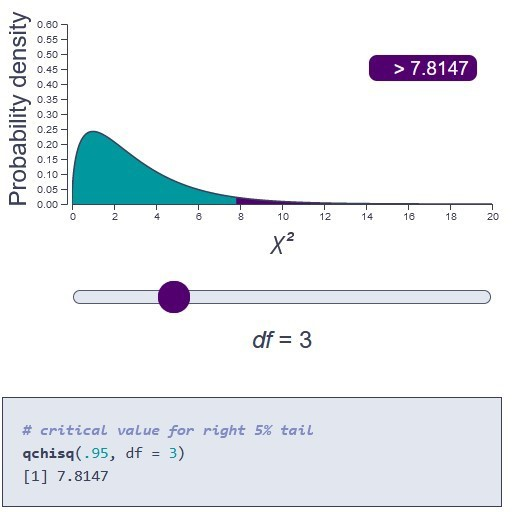 Probability density
0.60
0.55
0.50
0.45
0.40
0.35
0.30
0.25
0.20
0.15
0.10
0.05
0.00
> 7.8147
0 2 4 6 8 10 12 14 16 18 20
χ²
df = 3
# critical value for right 5% tail
qchisq(.95, df = 3)
[1] 7.8147